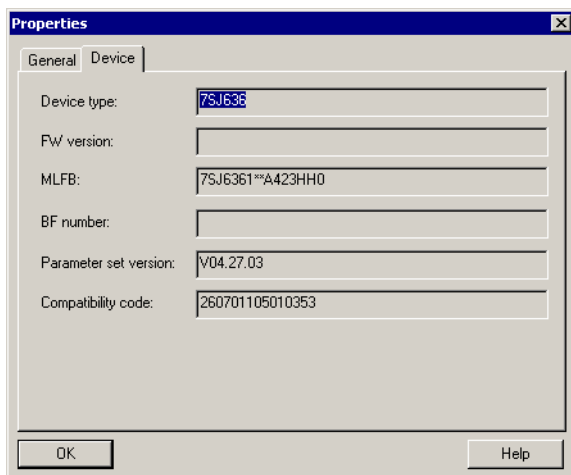 Properties
General Device
Device type: 7SJ636
FW version:
MLFB: 7SJ6361**A423HH0
BF number:
Parameter set version: V04.27.03
Compatibility code: 260701105010353
OK Help